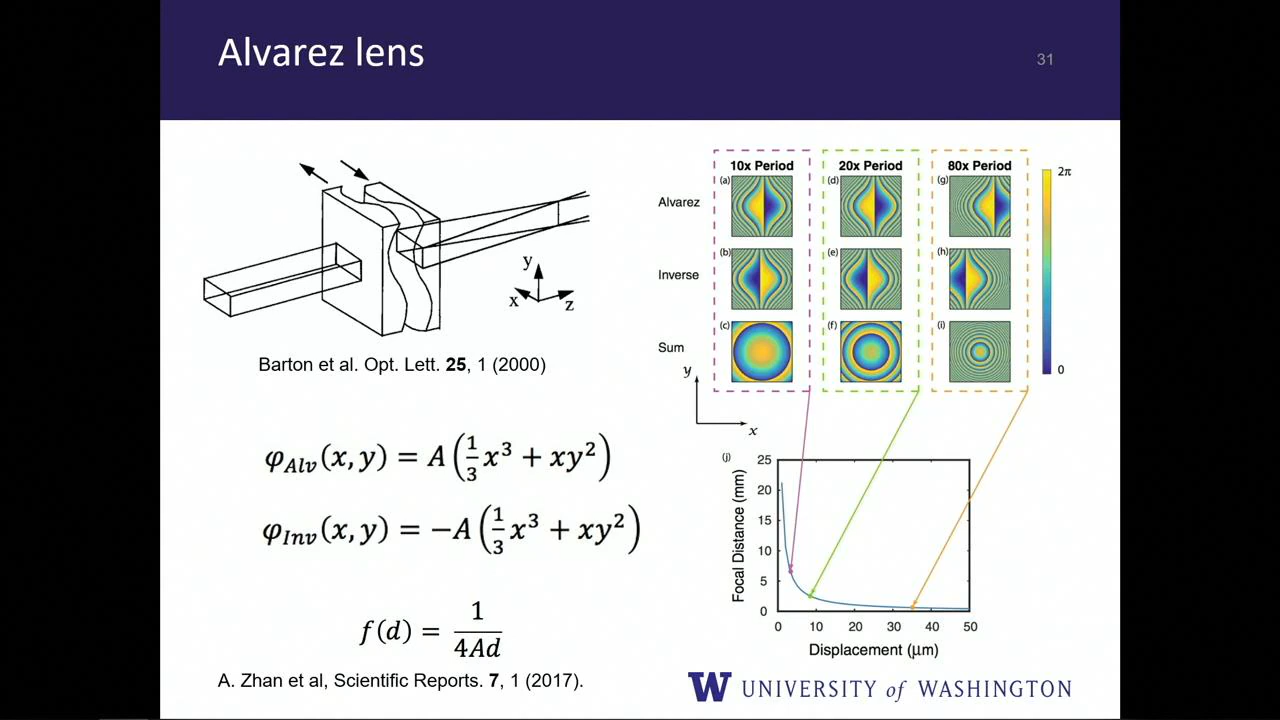 Alvarez lens
31
y
x
z
Barton et al. Opt. Lett. 25, 1 (2000)
φ_Alv(x, y) = A(1/3 x³ + xy²)
φ_Inv(x, y) = −A(1/3 x³ + xy²)
f(d) = 1/4Ad
A. Zhan et al, Scientific Reports. 7, 1 (2017).
10x Period 20x Period 80x Period
2π
(a) (d) (g)
Alvarez
(b) (e) (h)
Inverse
(c) (f) (i)
Sum
0
y
x
(j)
25
20
15
10
5
0
Focal Distance (mm)
0 10 20 30 40 50
Displacement (μm)
W UNIVERSITY of WASHINGTON